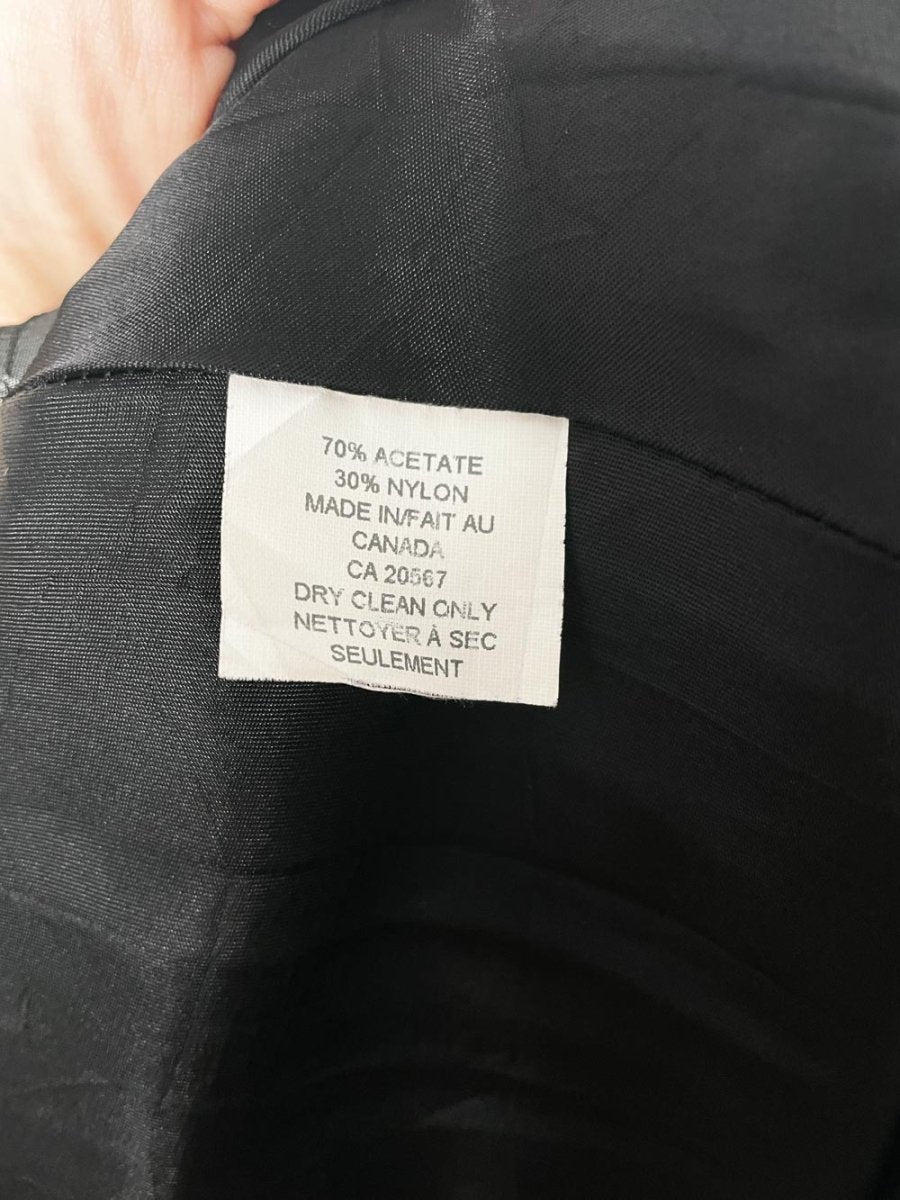 70% ACETATE
30% NYLON
MADE IN/FAIT AU
CANADA
CA 20567
DRY CLEAN ONLY
NETTOYER À SEC
SEULEMENT